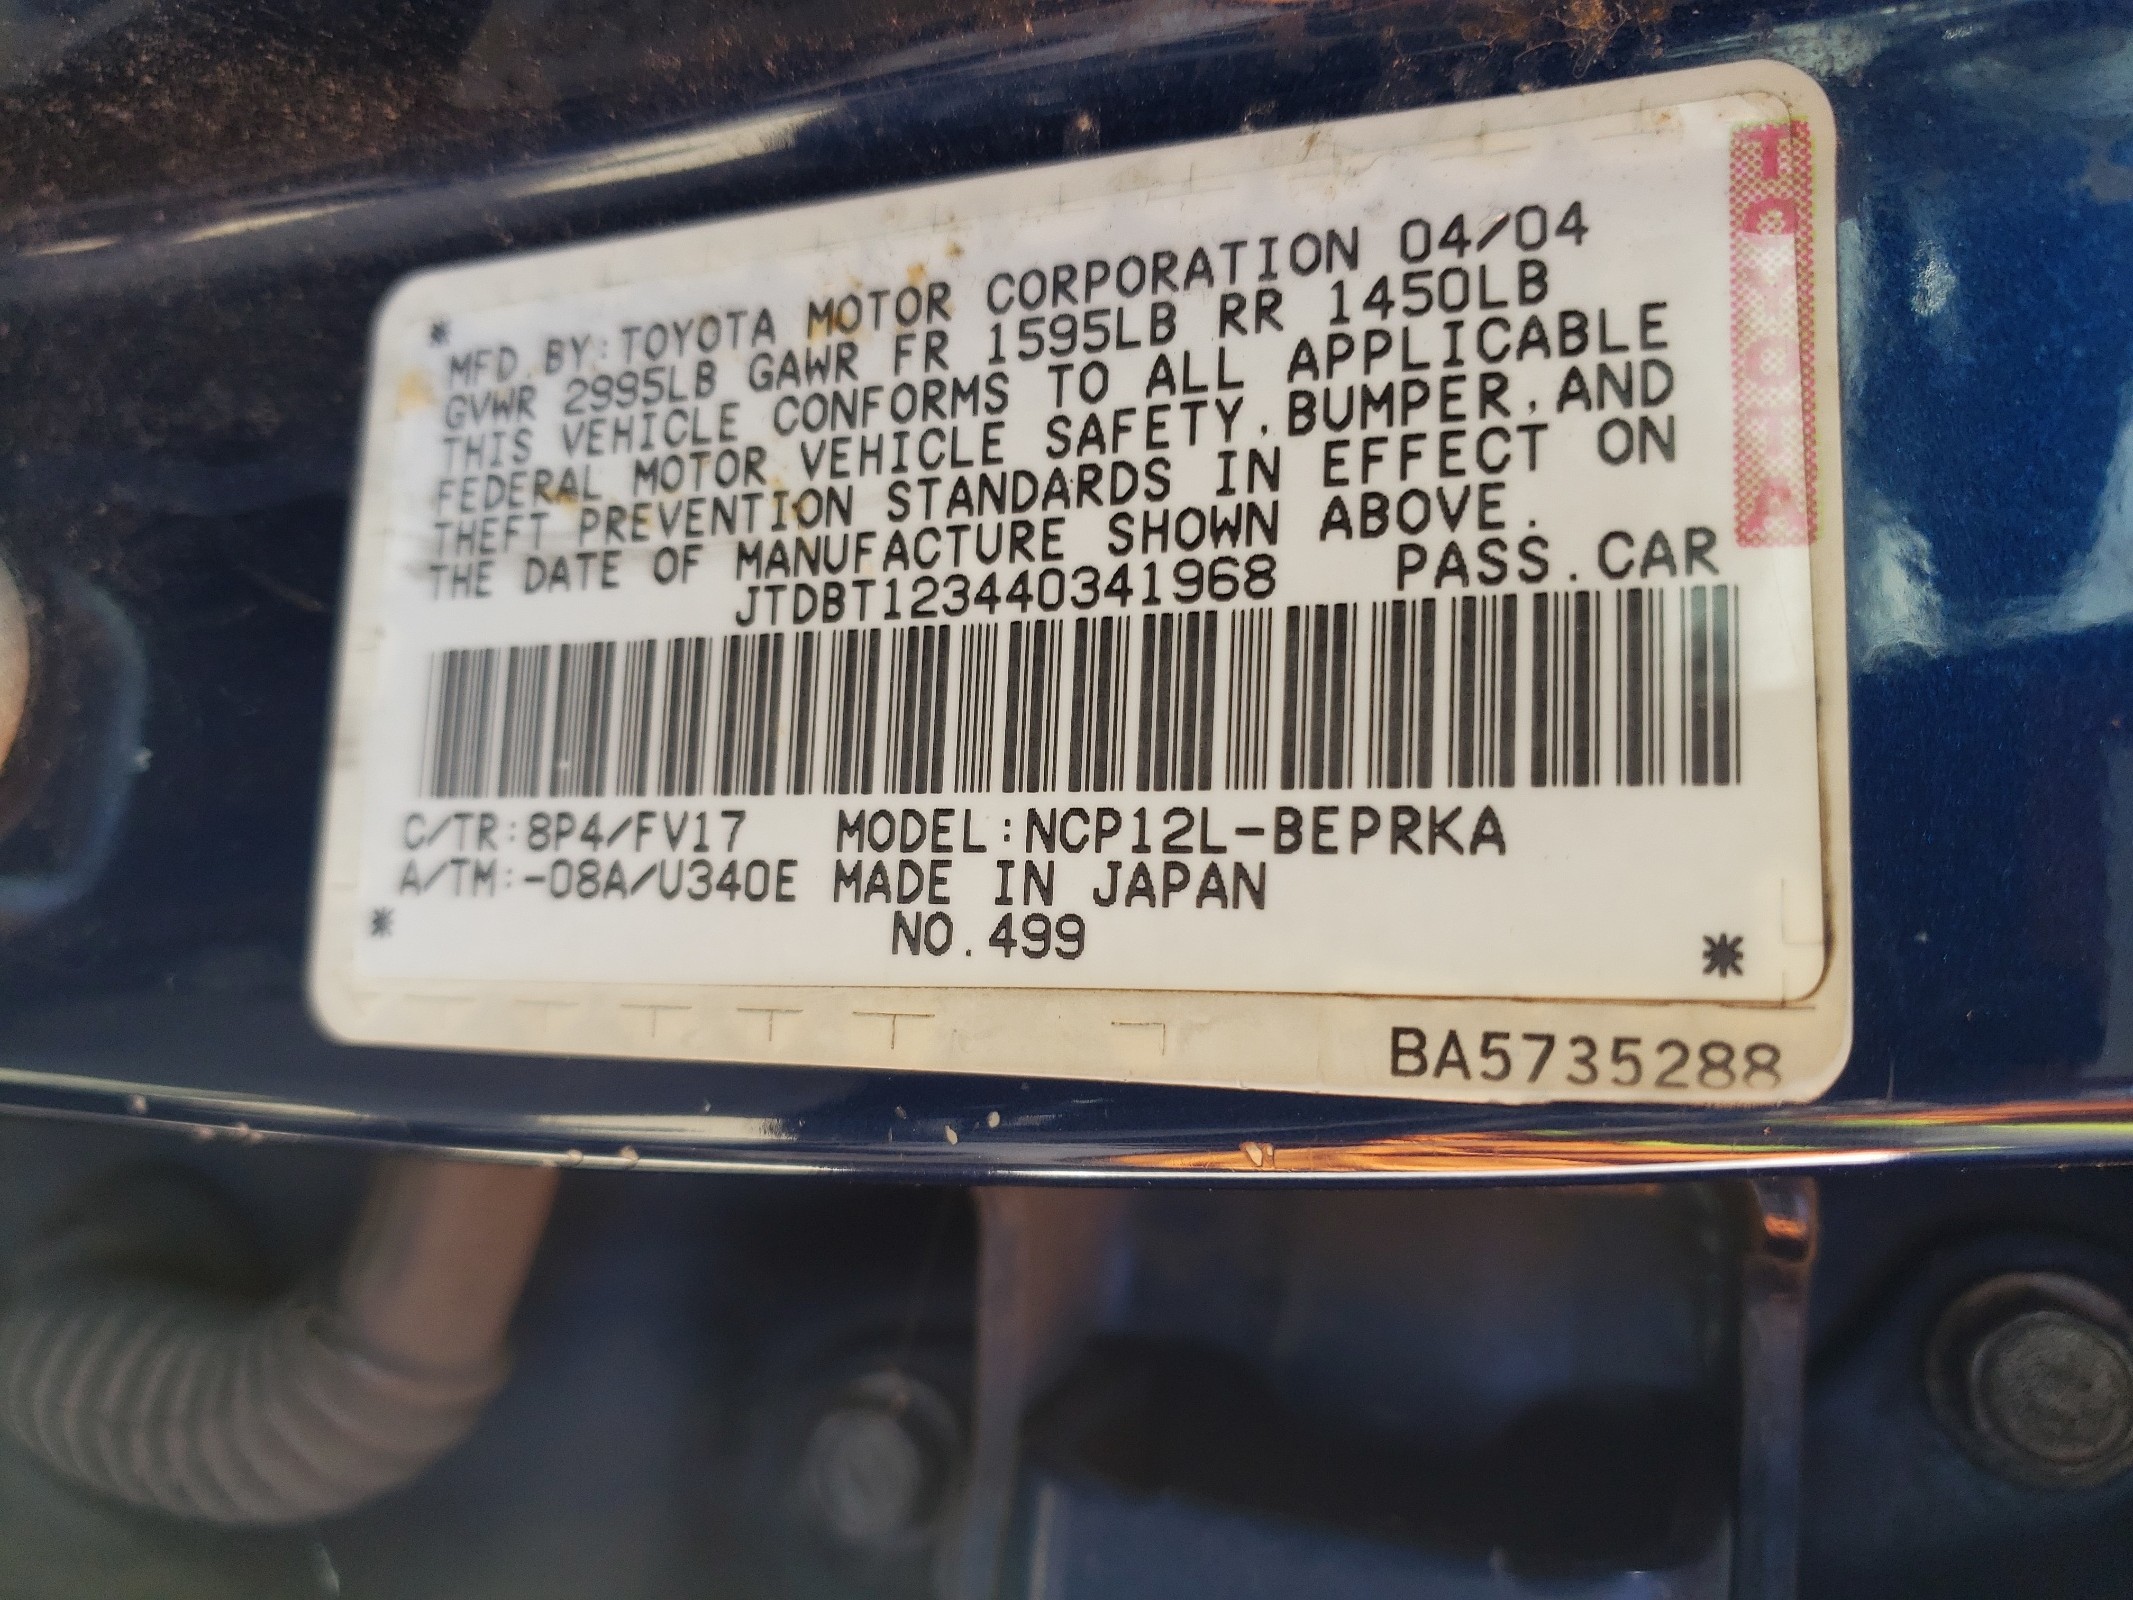 MFD. BY: TOYOTA MOTOR CORPORATION 04/04
GVWR 2995LB GAWR FR 1595LB RR 1450LB
THIS VEHICLE CONFORMS TO ALL APPLICABLE
FEDERAL MOTOR VEHICLE SAFETY, BUMPER, AND
THEFT PREVENTION STANDARDS IN EFFECT ON
THE DATE OF MANUFACTURE SHOWN ABOVE.
JTDBT123440341968 PASS. CAR
C/TR: 8P4/FV17 MODEL: NCP12L-BEPRKA
A/TM: -08A/U340E MADE IN JAPAN
NO. 499
BA5735288
TOYOTA